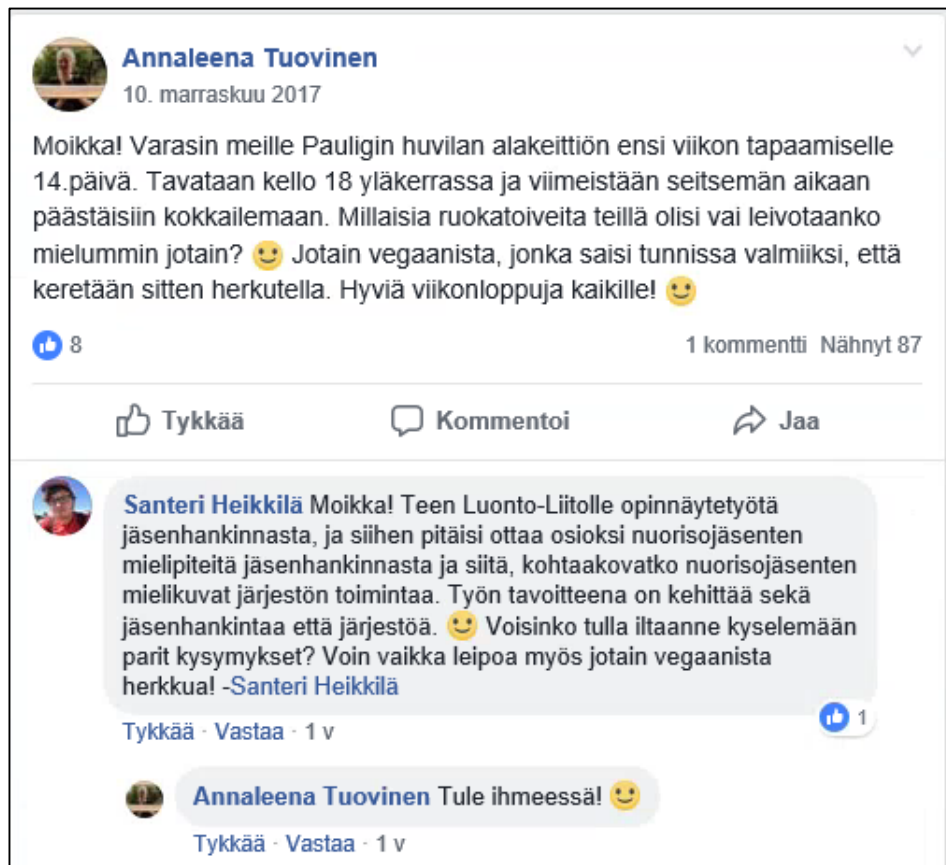 Annaleena Tuovinen
10. marraskuu 2017
Moikka! Varasin meille Pauligin huvilan alakeittiön ensi viikon tapaamiselle
14.päivä. Tavataan kello 18 yläkerrassa ja viimeistään seitsemän aikaan
päästäisiin kokkailemaan. Millaisia ruokatoiveita teillä olisi vai leivotaanko
mielummin jotain? 🙂 Jotain vegaanista, jonka saisi tunnissa valmiiksi, että
keretään sitten herkutella. Hyviä viikonloppuja kaikille! 🙂
8
1 kommentti Nähnyt 87
Tykkää Kommentoi Jaa
Santeri Heikkilä Moikka! Teen Luonto-Liitolle opinnäytetyötä
jäsenhankinnasta, ja siihen pitäisi ottaa osioksi nuorisojäsenten
mielipiteitä jäsenhankinnasta ja siitä, kohtaakovatko nuorisojäsenten
mielikuvat järjestön toimintaa. Työn tavoitteena on kehittää sekä
jäsenhankintaa että järjestöä. 🙂 Voisinko tulla iltaanne kyselemään
parit kysymykset? Voin vaikka leipoa myös jotain vegaanista
herkkua! -Santeri Heikkilä
1
Tykkää · Vastaa · 1 v
Annaleena Tuovinen Tule ihmeessä! 🙂
Tykkää · Vastaa · 1 v